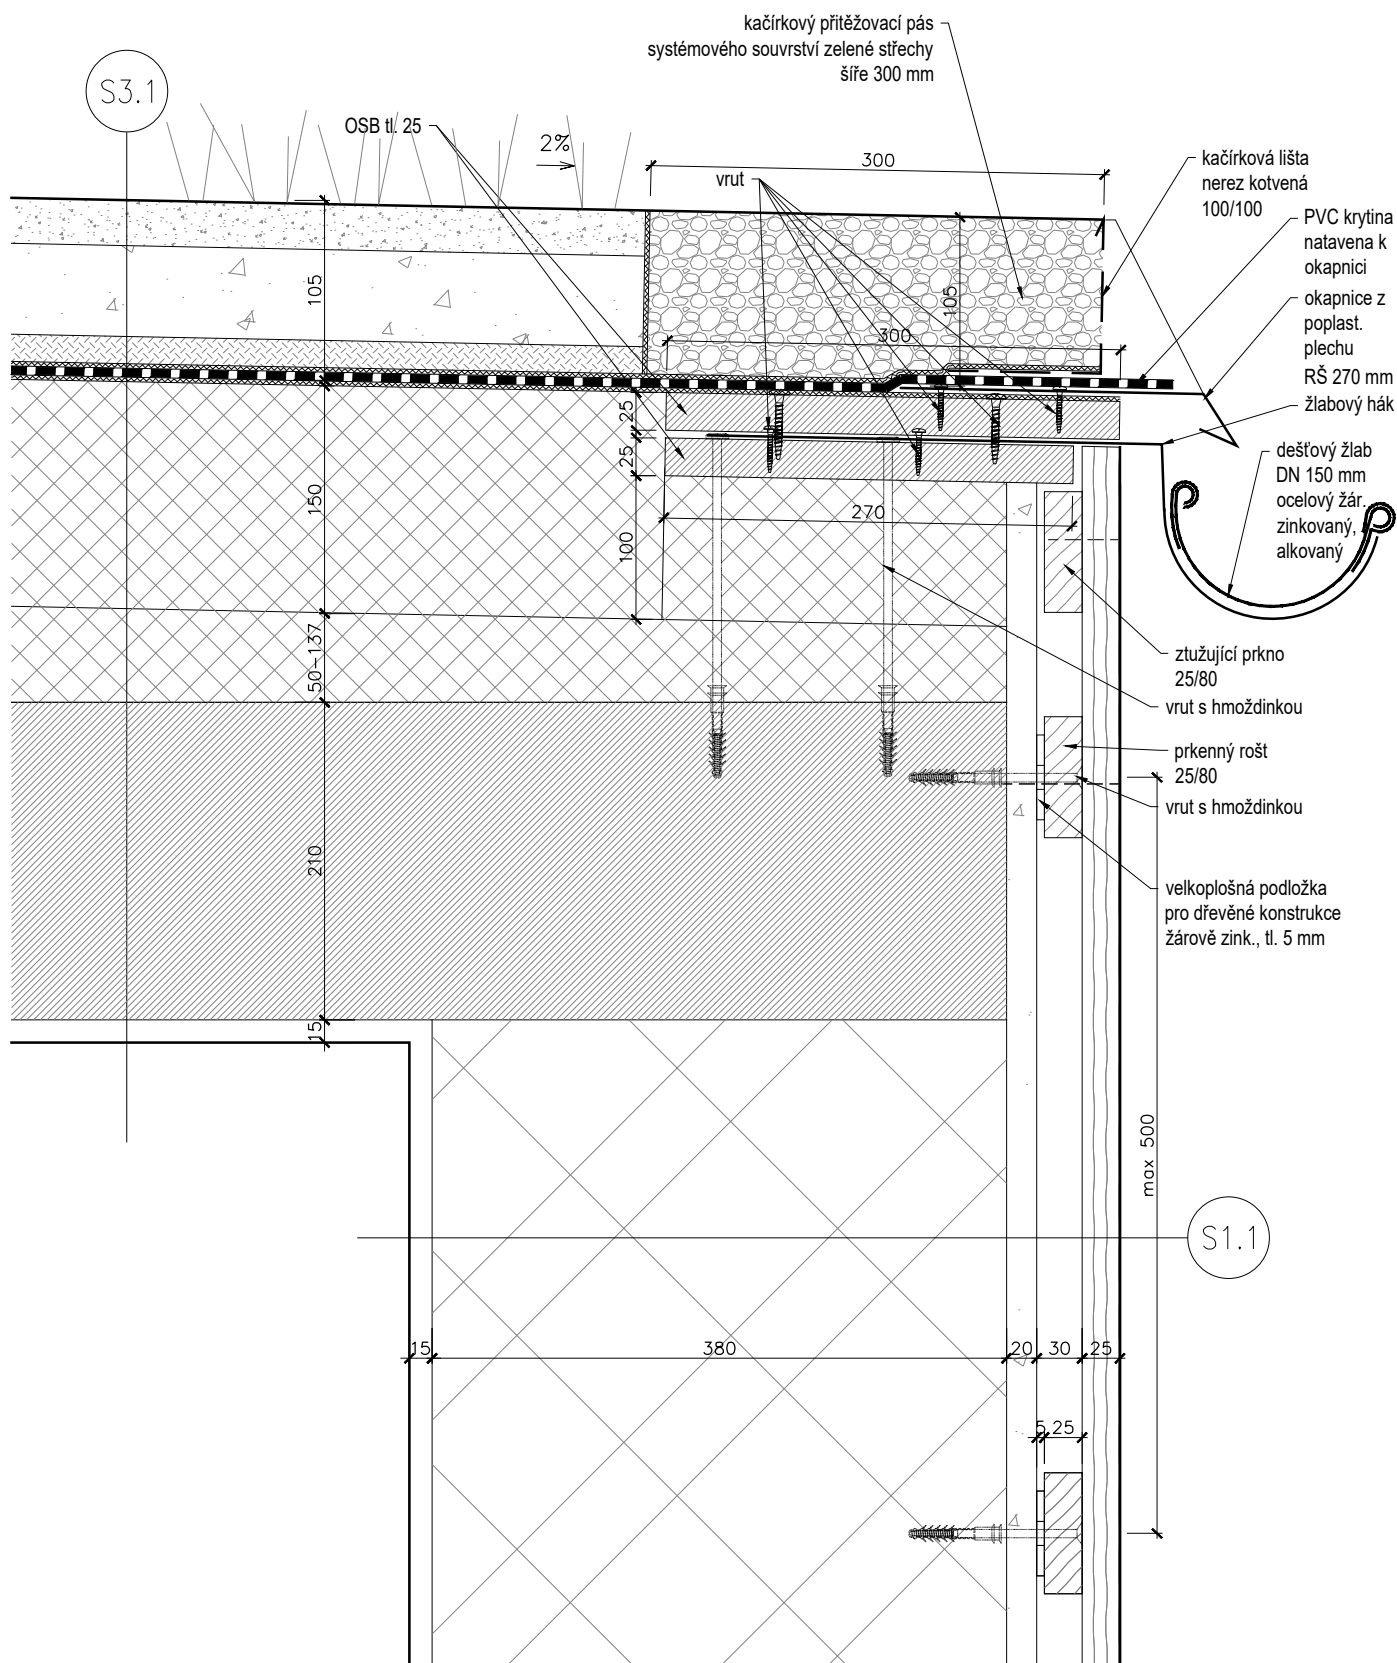 kačírkový přitěžovací pás
systémového souvrství zelené střechy
šíře 300 mm
S3.1
OSB tl. 25
2%
vrut
300
kačírková lišta
nerez kotvená
100/100
PVC krytina
natavena k
okapnici
okapnice z
poplast.
plechu
RŠ 270 mm
žlabový hák
dešťový žlab
DN 150 mm
ocelový žár.
zinkovaný,
alkovaný
105
105
300
25
25
150
270
100
50-137
ztužující prkno
25/80
vrut s hmoždinkou
prkenný rošt
25/80
vrut s hmoždinkou
210
velkoplošná podložka
pro dřevěné konstrukce
žárově zink., tl. 5 mm
15
max 500
S1.1
15
380
20
30
25
5
25